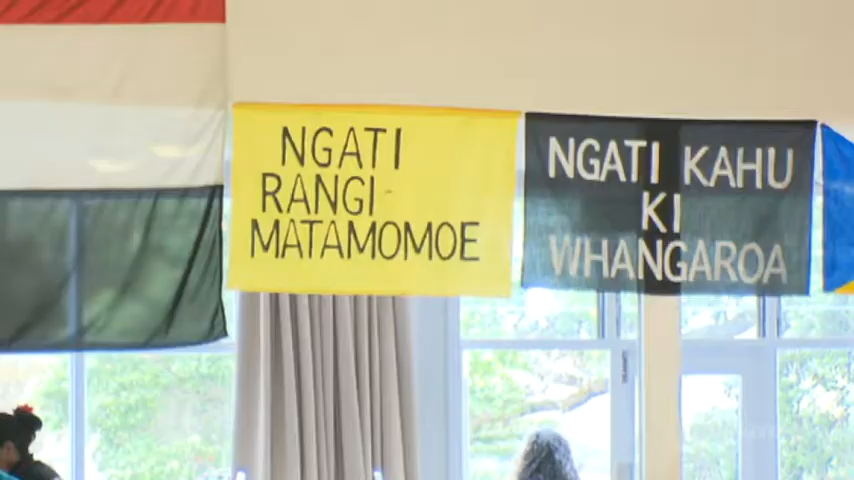 NGATI
RANGI
MATAMOMOE
NGATI KAHU
KI
WHANGAROA